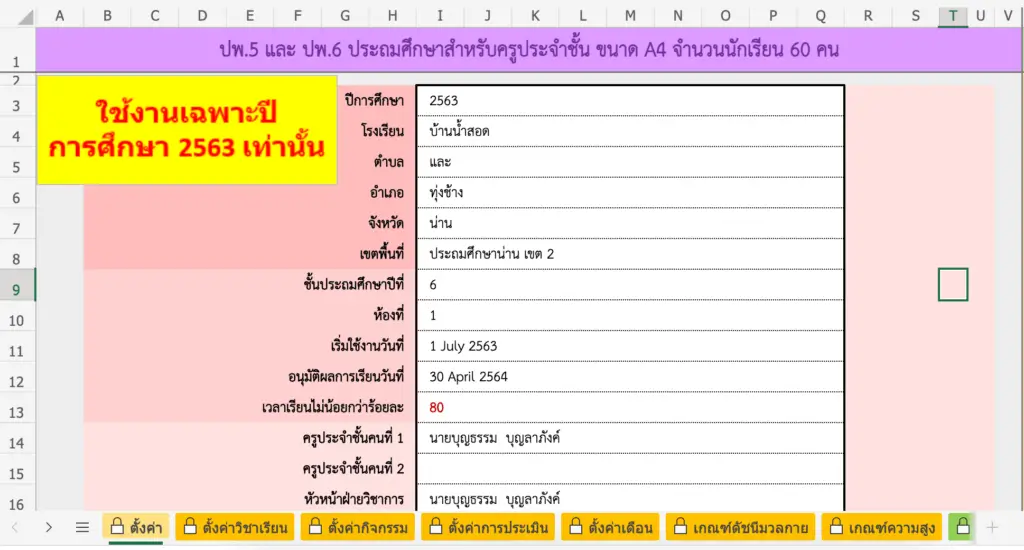 A B C D E F G H I J K L M N O P Q R S T U V
1 ปพ.5 และ ปพ.6 ประถมศึกษาสำหรับครูประจำชั้น ขนาด A4 จำนวนนักเรียน 60 คน
2
ใช้งานเฉพาะปี
การศึกษา 2563 เท่านั้น
3 ปีการศึกษา 2563
4 โรงเรียน บ้านน้ำสอด
5 ตำบล และ
6 อำเภอ ทุ่งช้าง
7 จังหวัด น่าน
8 เขตพื้นที่ ประถมศึกษาน่าน เขต 2
9 ชั้นประถมศึกษาปีที่ 6
10 ห้องที่ 1
11 เริ่มใช้งานวันที่ 1 July 2563
12 อนุมัติผลการเรียนวันที่ 30 April 2564
13 เวลาเรียนไม่น้อยกว่าร้อยละ 80
14 ครูประจำชั้นคนที่ 1 นายบุญธรรม บุญลาภังค์
15 ครูประจำชั้นคนที่ 2
16 หัวหน้าฝ่ายวิชาการ นายบุญธรรม บุญลาภังค์
ตั้งค่า ตั้งค่าวิชาเรียน ตั้งค่ากิจกรรม ตั้งค่าการประเมิน ตั้งค่าเดือน เกณฑ์ดัชนีมวลกาย เกณฑ์ความสูง